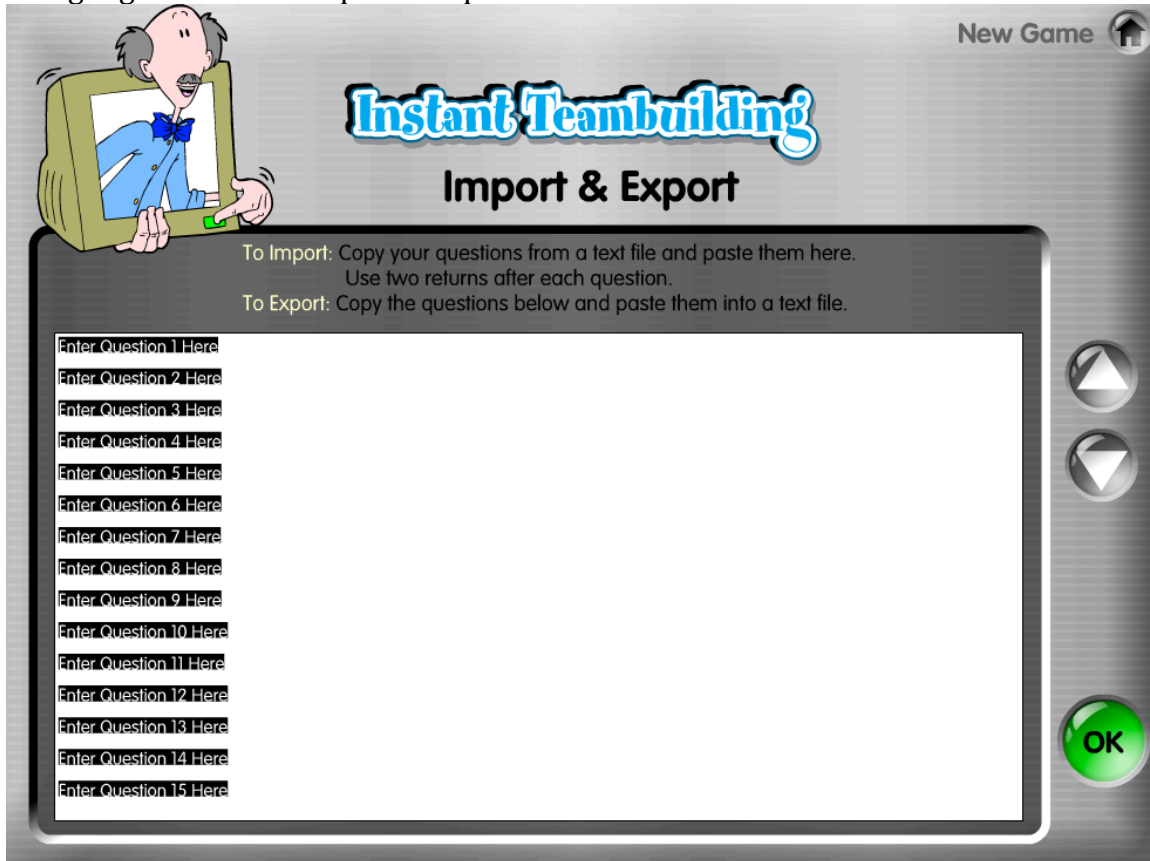 New Game
Instant Teambuilding
Import & Export
To Import: Copy your questions from a text file and paste them here.
Use two returns after each question.
To Export: Copy the questions below and paste them into a text file.
Enter Question 1 Here
Enter Question 2 Here
Enter Question 3 Here
Enter Question 4 Here
Enter Question 5 Here
Enter Question 6 Here
Enter Question 7 Here
Enter Question 8 Here
Enter Question 9 Here
Enter Question 10 Here
Enter Question 11 Here
Enter Question 12 Here
Enter Question 13 Here
Enter Question 14 Here
Enter Question 15 Here
OK